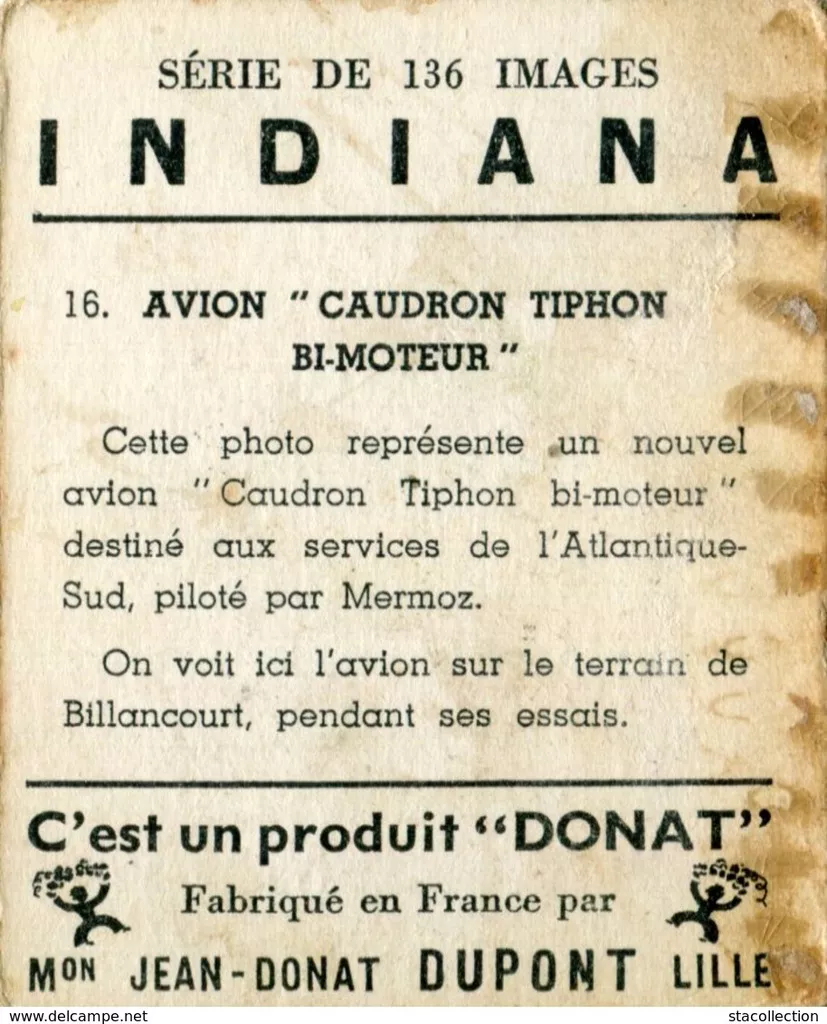 SÉRIE DE 136 IMAGES
INDIANA
16. AVION "CAUDRON TIPHON
BI-MOTEUR"
Cette photo représente un nouvel
avion "Caudron Tiphon bi-moteur"
destiné aux services de l'Atlantique-
Sud, piloté par Mermoz.
On voit ici l'avion sur le terrain de
Billancourt, pendant ses essais.
C'est un produit "DONAT"
Fabriqué en France par
MON JEAN-DONAT DUPONT LILLE
www.delcampe.net/fr stacollection